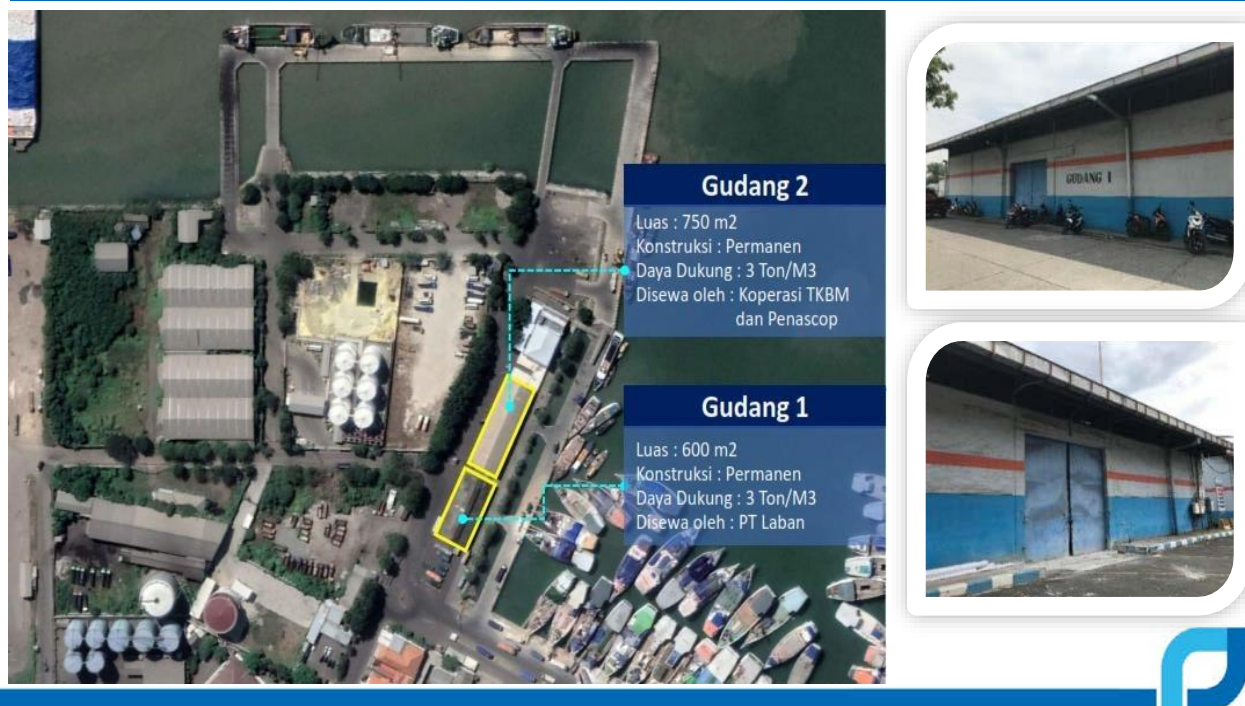 Gudang 2
Luas : 750 m2
Konstruksi : Permanen
Daya Dukung : 3 Ton/M3
Disewa oleh : Koperasi TKBM
dan Penascop
Gudang 1
Luas : 600 m2
Konstruksi : Permanen
Daya Dukung : 3 Ton/M3
Disewa oleh : PT Laban
GUDANG 1